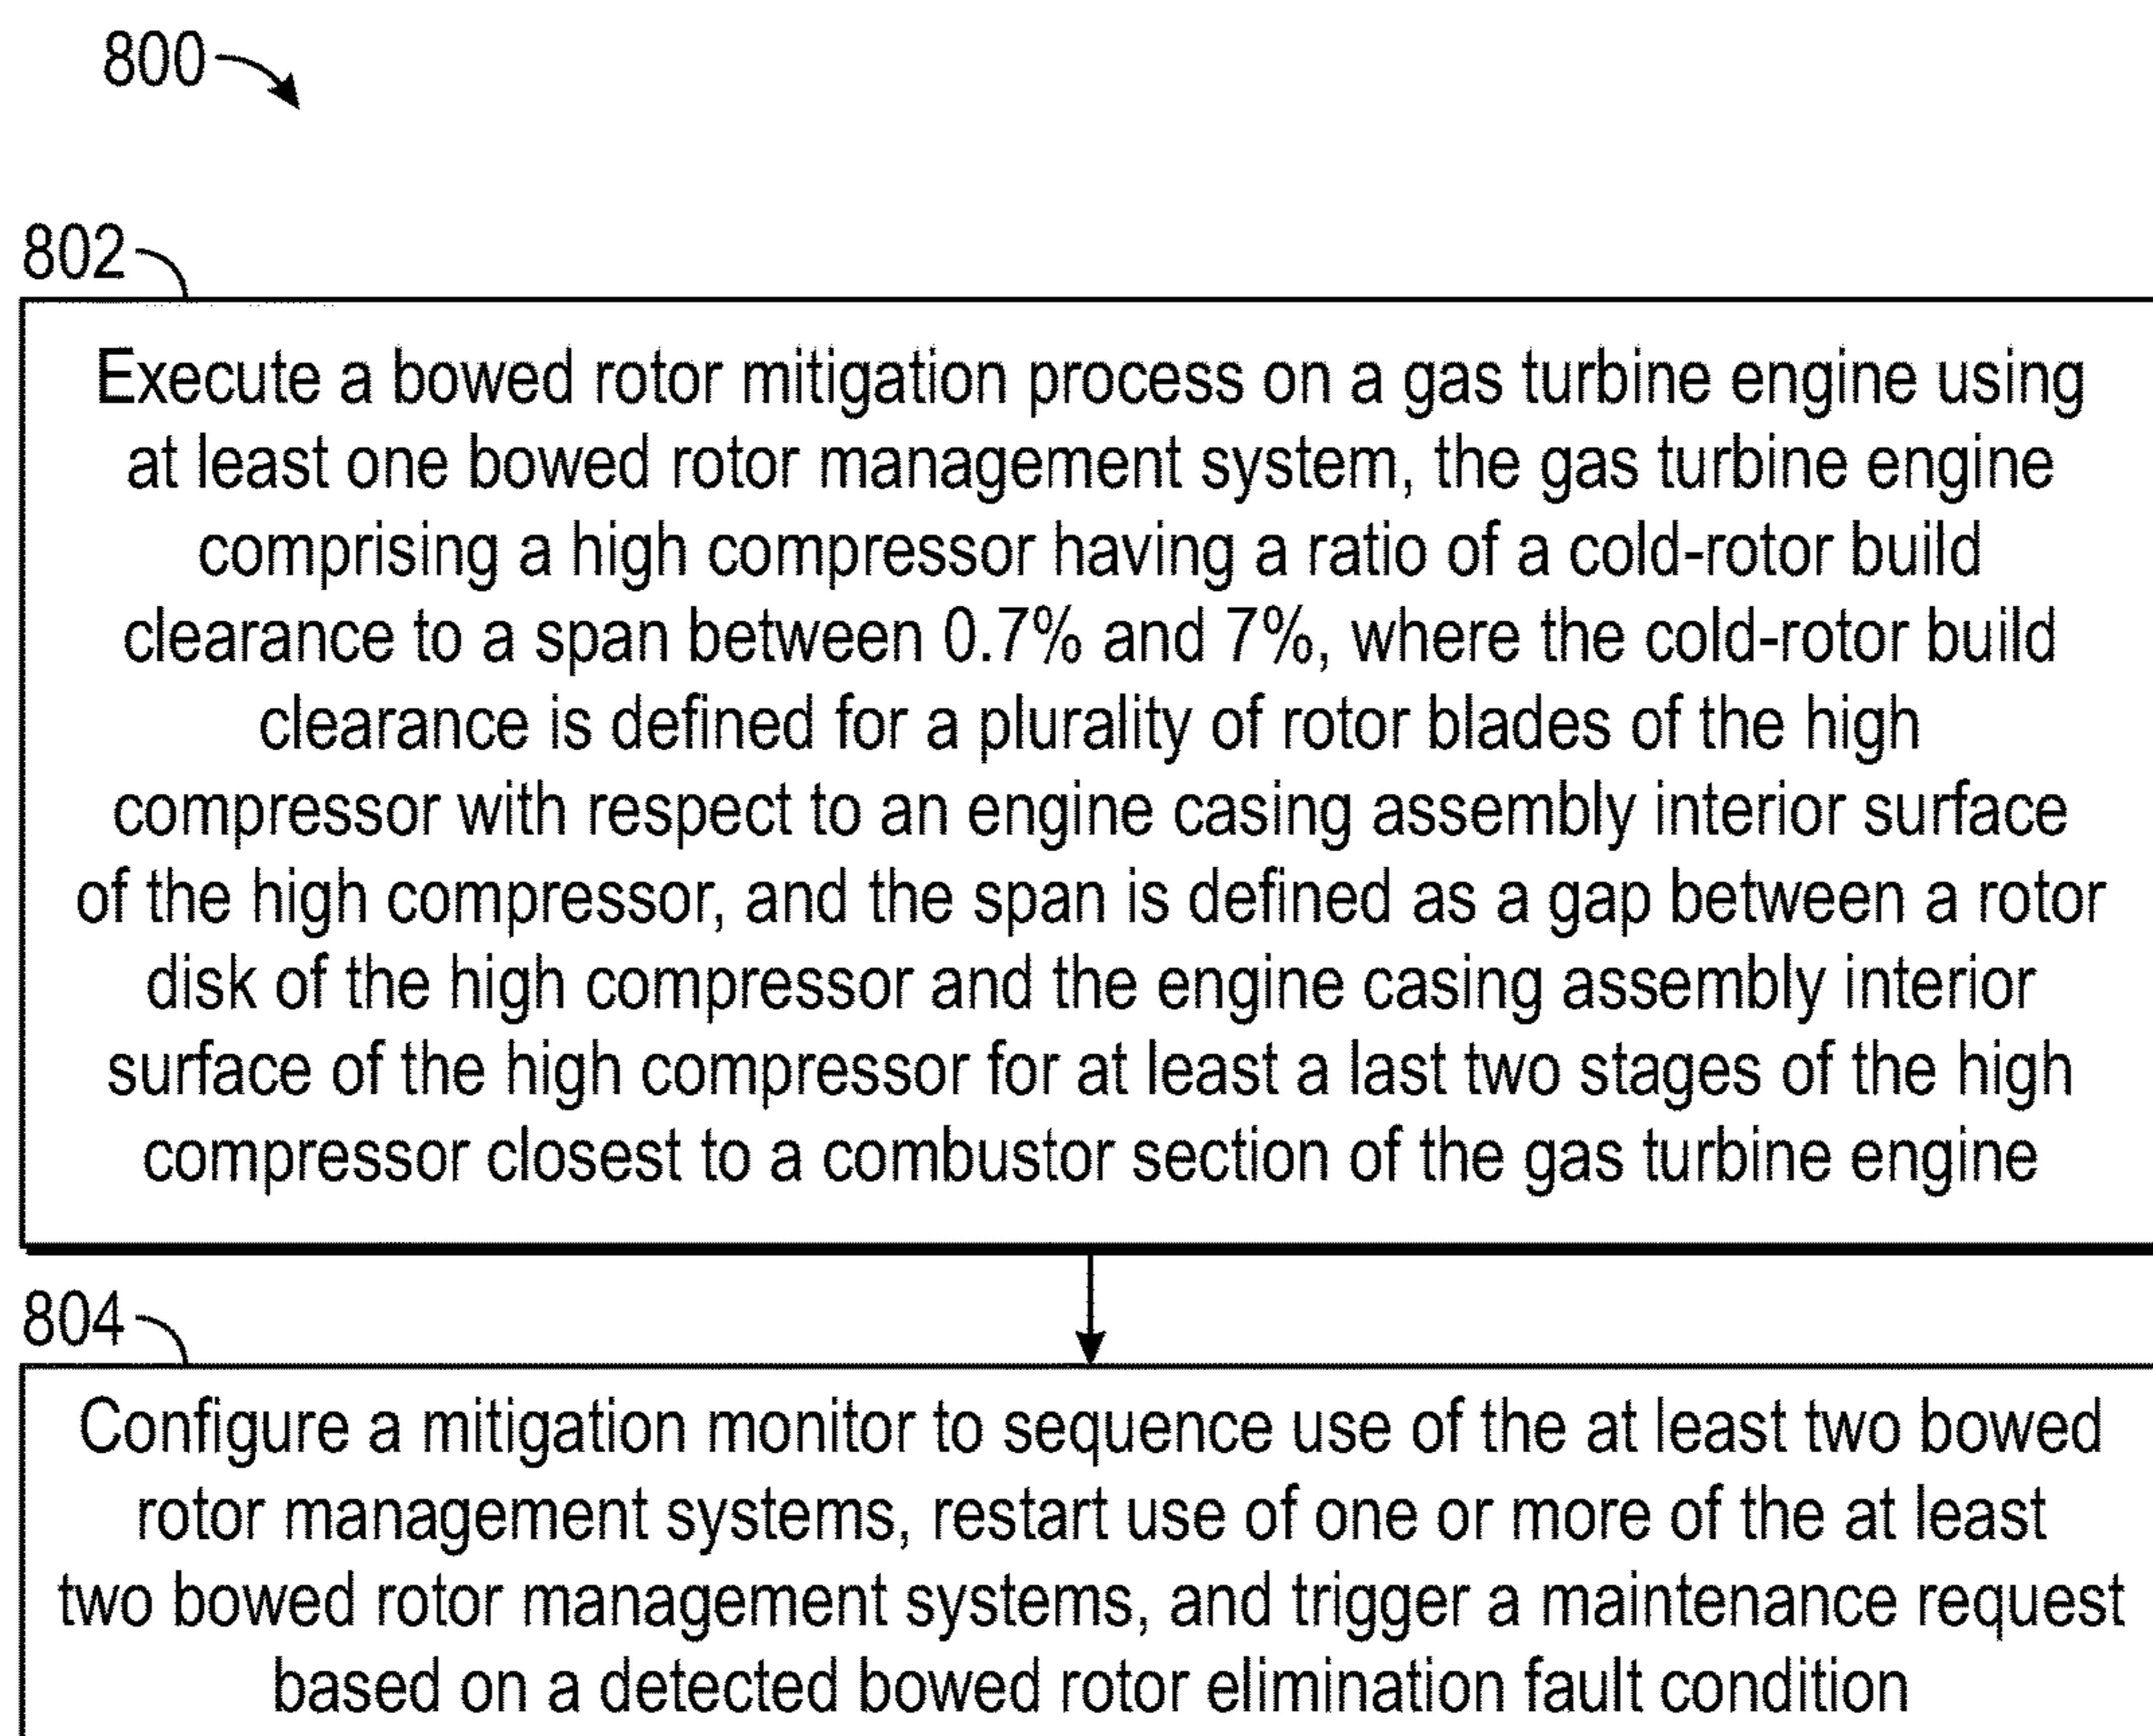 800
802
Execute a bowed rotor mitigation process on a gas turbine engine using
at least one bowed rotor management system, the gas turbine engine
comprising a high compressor having a ratio of a cold-rotor build
clearance to a span between 0.7% and 7%, where the cold-rotor build
clearance is defined for a plurality of rotor blades of the high
compressor with respect to an engine casing assembly interior surface
of the high compressor, and the span is defined as a gap between a rotor
disk of the high compressor and the engine casing assembly interior
surface of the high compressor for at least a last two stages of the high
compressor closest to a combustor section of the gas turbine engine
804
Configure a mitigation monitor to sequence use of the at least two bowed
rotor management systems, restart use of one or more of the at least
two bowed rotor management systems, and trigger a maintenance request
based on a detected bowed rotor elimination fault condition